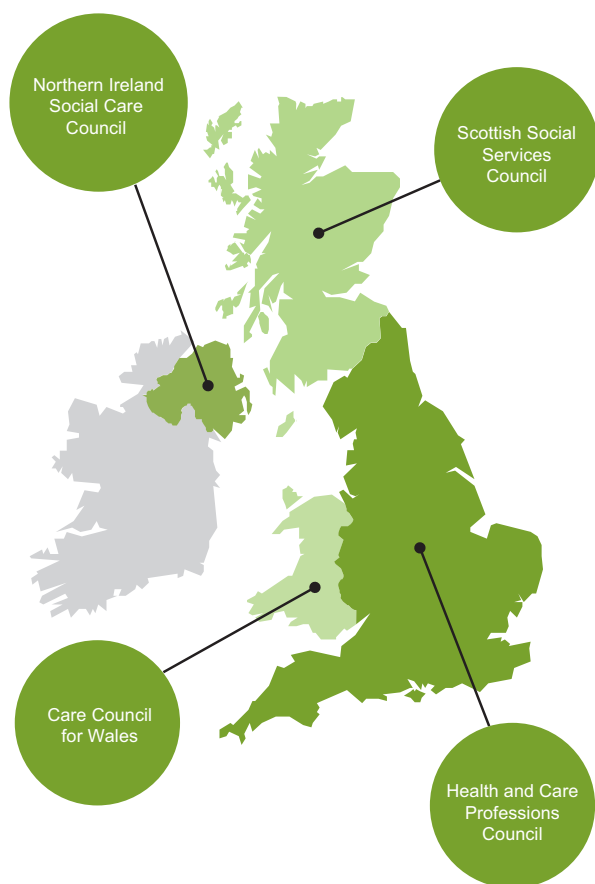 Northern Ireland
Social Care
Council
Scottish Social
Services
Council
Care Council
for Wales
Health and Care
Professions
Council